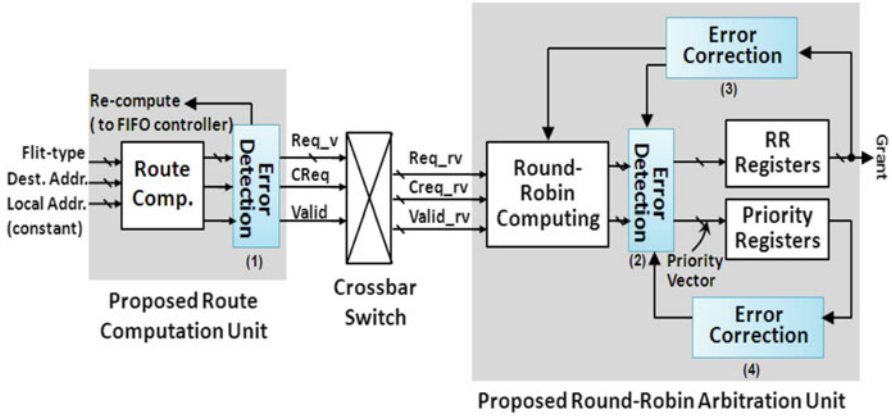 Re-compute
( to FIFO controller)
Flit-type
Dest. Addr.
Local Addr.
(constant)
Route
Comp.
Error
Detection
(1)
Req_v
CReq
Valid
Proposed Route
Computation Unit
Crossbar
Switch
Req_rv
Creq_rv
Valid_rv
Round-
Robin
Computing
Error
Detection
(2)
Error
Correction
(3)
RR
Registers
Grant
Priority
Registers
Priority
Vector
Error
Correction
(4)
Proposed Round-Robin Arbitration Unit